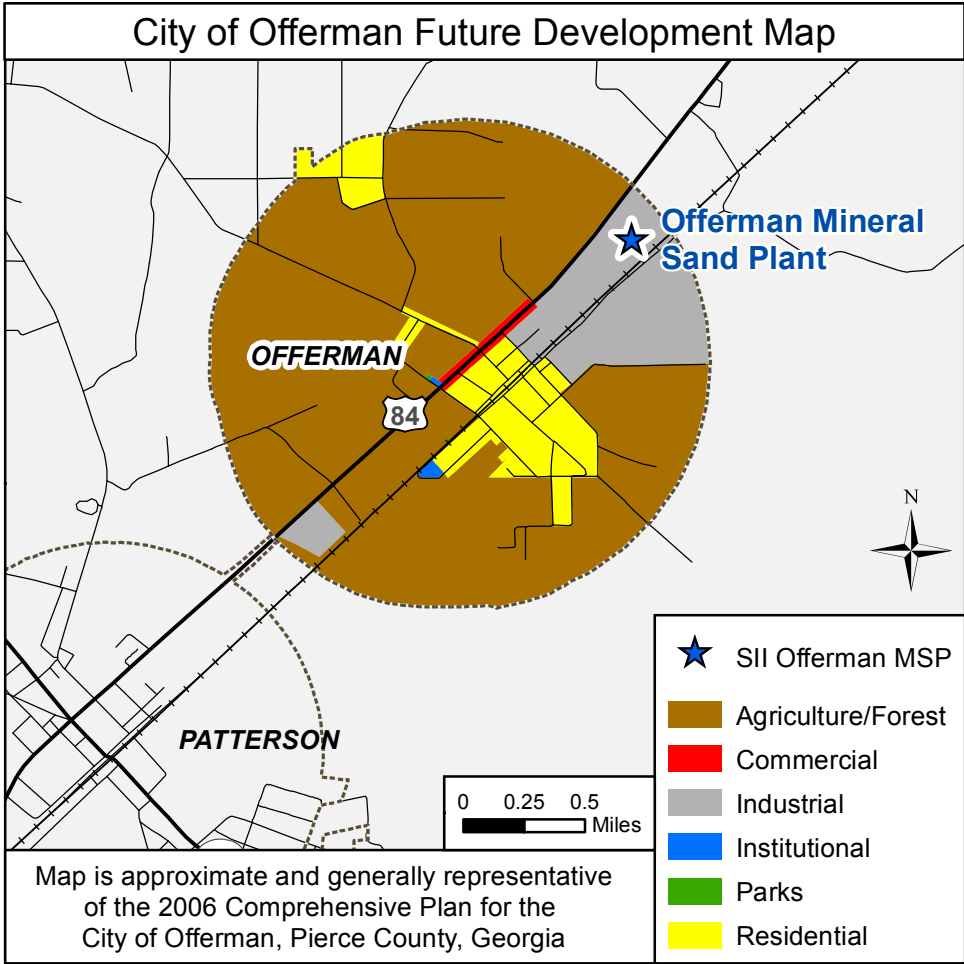 City of Offerman Future Development Map
Offerman Mineral
Sand Plant
OFFERMAN
84
PATTERSON
N
SII Offerman MSP
Agriculture/Forest
Commercial
Industrial
Institutional
Parks
Residential
0 0.25 0.5
Miles
Map is approximate and generally representative
of the 2006 Comprehensive Plan for the
City of Offerman, Pierce County, Georgia